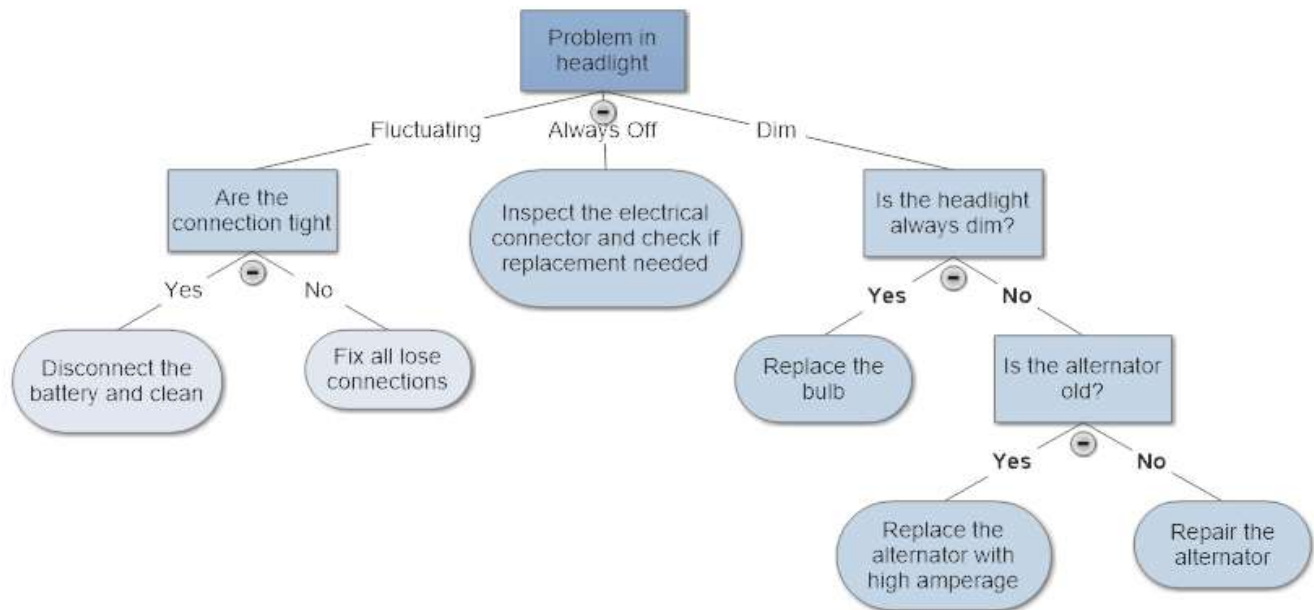 Problem in
headlight
Fluctuating
Always Off
Dim
Are the
connection tight
Inspect the electrical
connector and check if
replacement needed
Is the headlight
always dim?
Yes
No
Yes
No
Disconnect the
battery and clean
Fix all lose
connections
Replace the
bulb
Is the alternator
old?
Yes
No
Replace the
alternator with
high amperage
Repair the
alternator